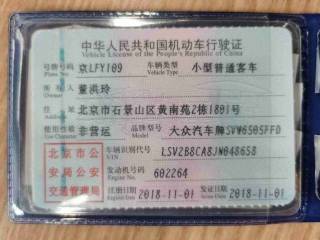 中华人民共和国机动车行驶证
Vehicle License of the People's Republic of China
号牌号码 京LFY109 车辆类型 小型普通客车
Plate No. Vehicle Type
所有人 董洪玲
Owner
住址 北京市石景山区黄南苑2栋1801号
Address
使用性质 非营运 品牌型号 大众汽车牌SVW6505FFD
Use Character Model
北京市公安局公安交通管理局
车辆识别代号 LSV2B8CA8JN048658
VIN
发动机号码 602264
Engine No.
注册日期 2018-11-01 发证日期 2018-11-01
Register Date Issue Date